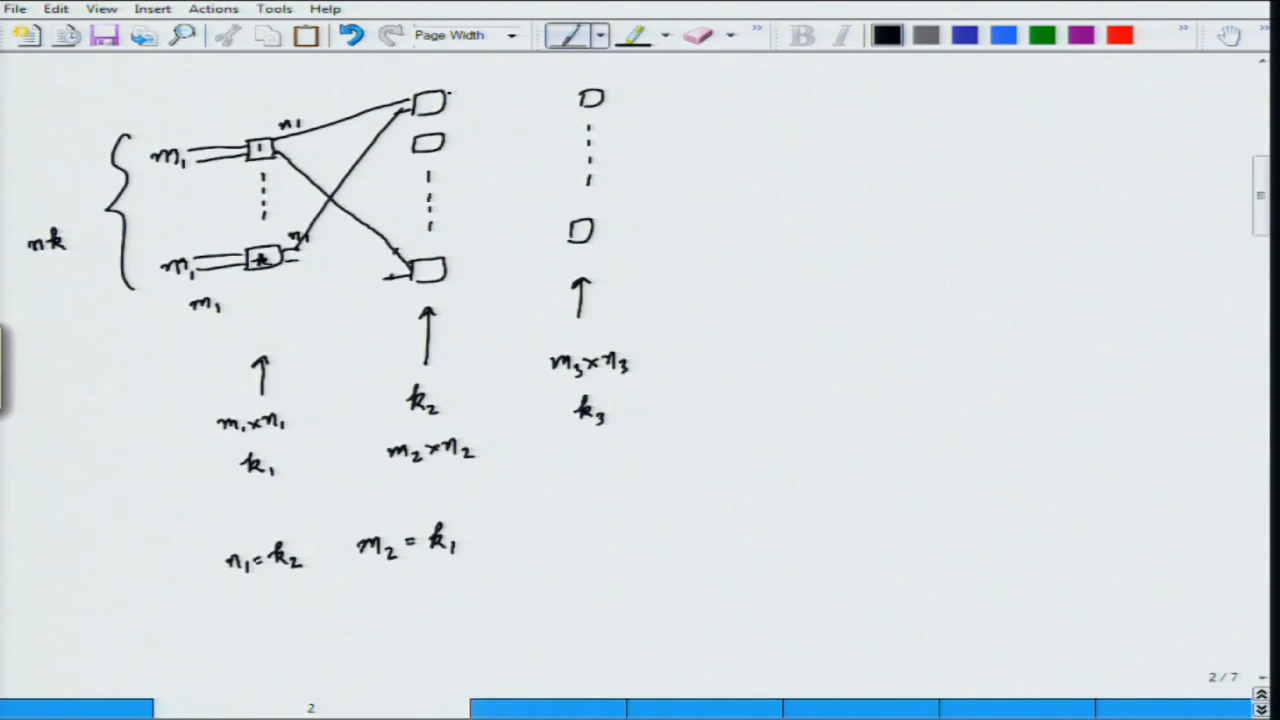 File Edit View Insert Actions Tools Help
Page Width
B I
n1
m1 1
nk
n1
m1 k
m1
m3×n3
k2
k3
m1×n1
m2×n2
k1
n1=k2 m2=k1
2 / 7
2